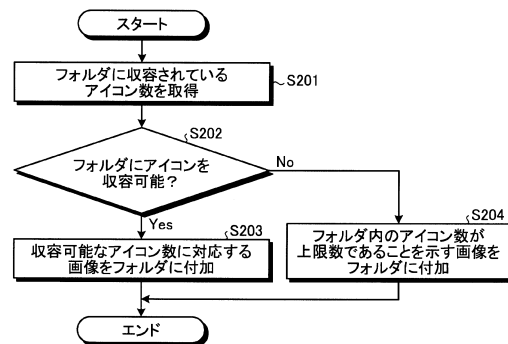 スタート
フォルダに収容されている
アイコン数を取得
S201
S202
フォルダにアイコンを
収容可能？
No
Yes
S203
収容可能なアイコン数に対応する
画像をフォルダに付加
S204
フォルダ内のアイコン数が
上限数であることを示す画像を
フォルダに付加
エンド